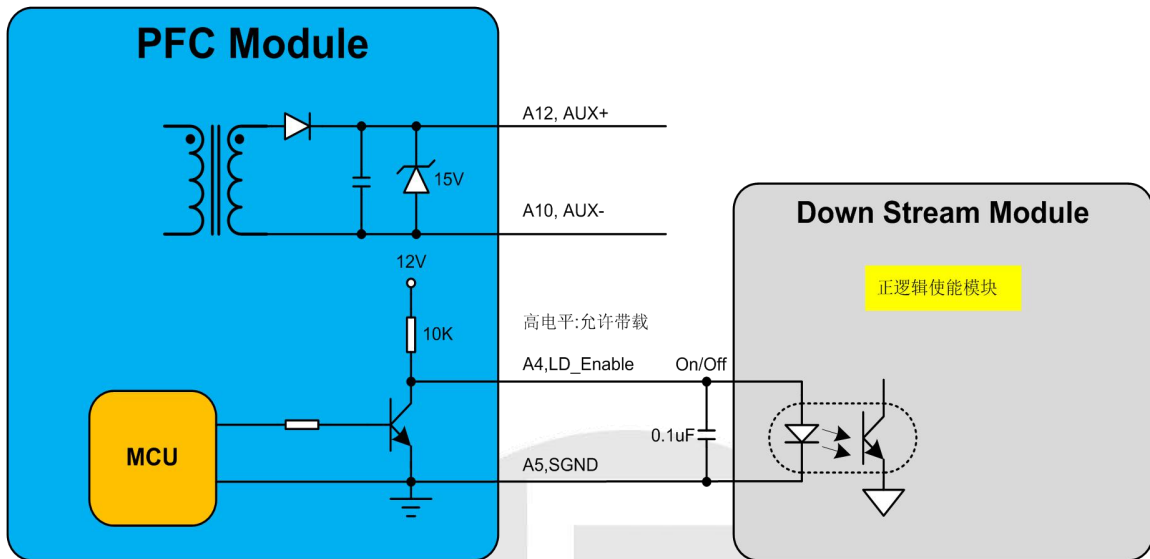 PFC Module
A12, AUX+
15V
A10, AUX-
12V
10K
高电平:允许带载
A4,LD_Enable
MCU
A5,SGND
Down Stream Module
正逻辑使能模块
On/Off
0.1uF